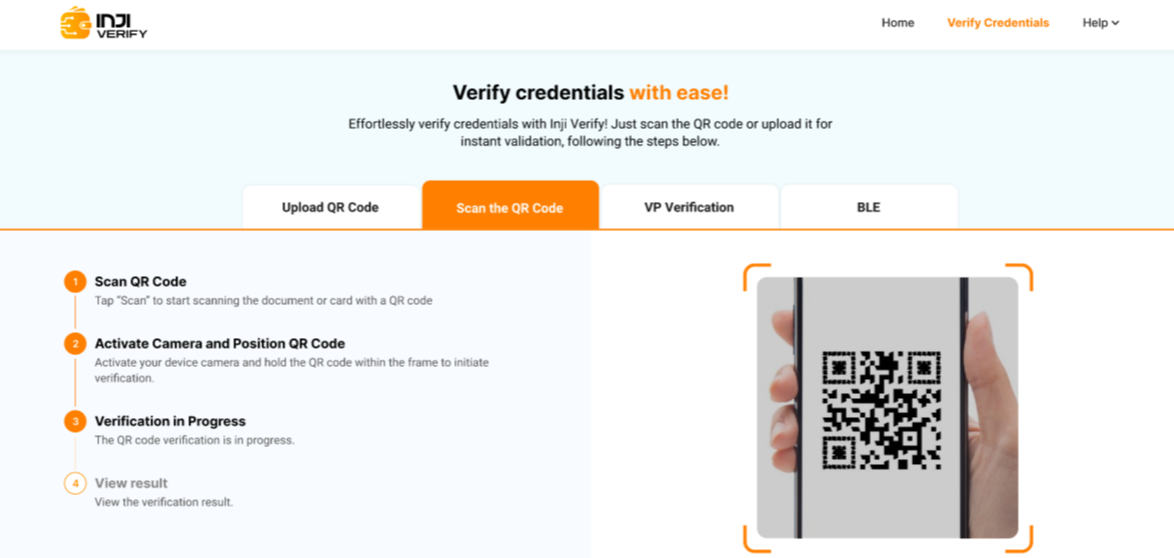 INJI
VERIFY
Home
Verify Credentials
Help
Verify credentials with ease!
Effortlessly verify credentials with Inji Verify! Just scan the QR code or upload it for
instant validation, following the steps below.
Upload QR Code
Scan the QR Code
VP Verification
BLE
1
Scan QR Code
Tap “Scan” to start scanning the document or card with a QR code
2
Activate Camera and Position QR Code
Activate your device camera and hold the QR code within the frame to initiate
verification.
3
Verification in Progress
The QR code verification is in progress.
4
View result
View the verification result.